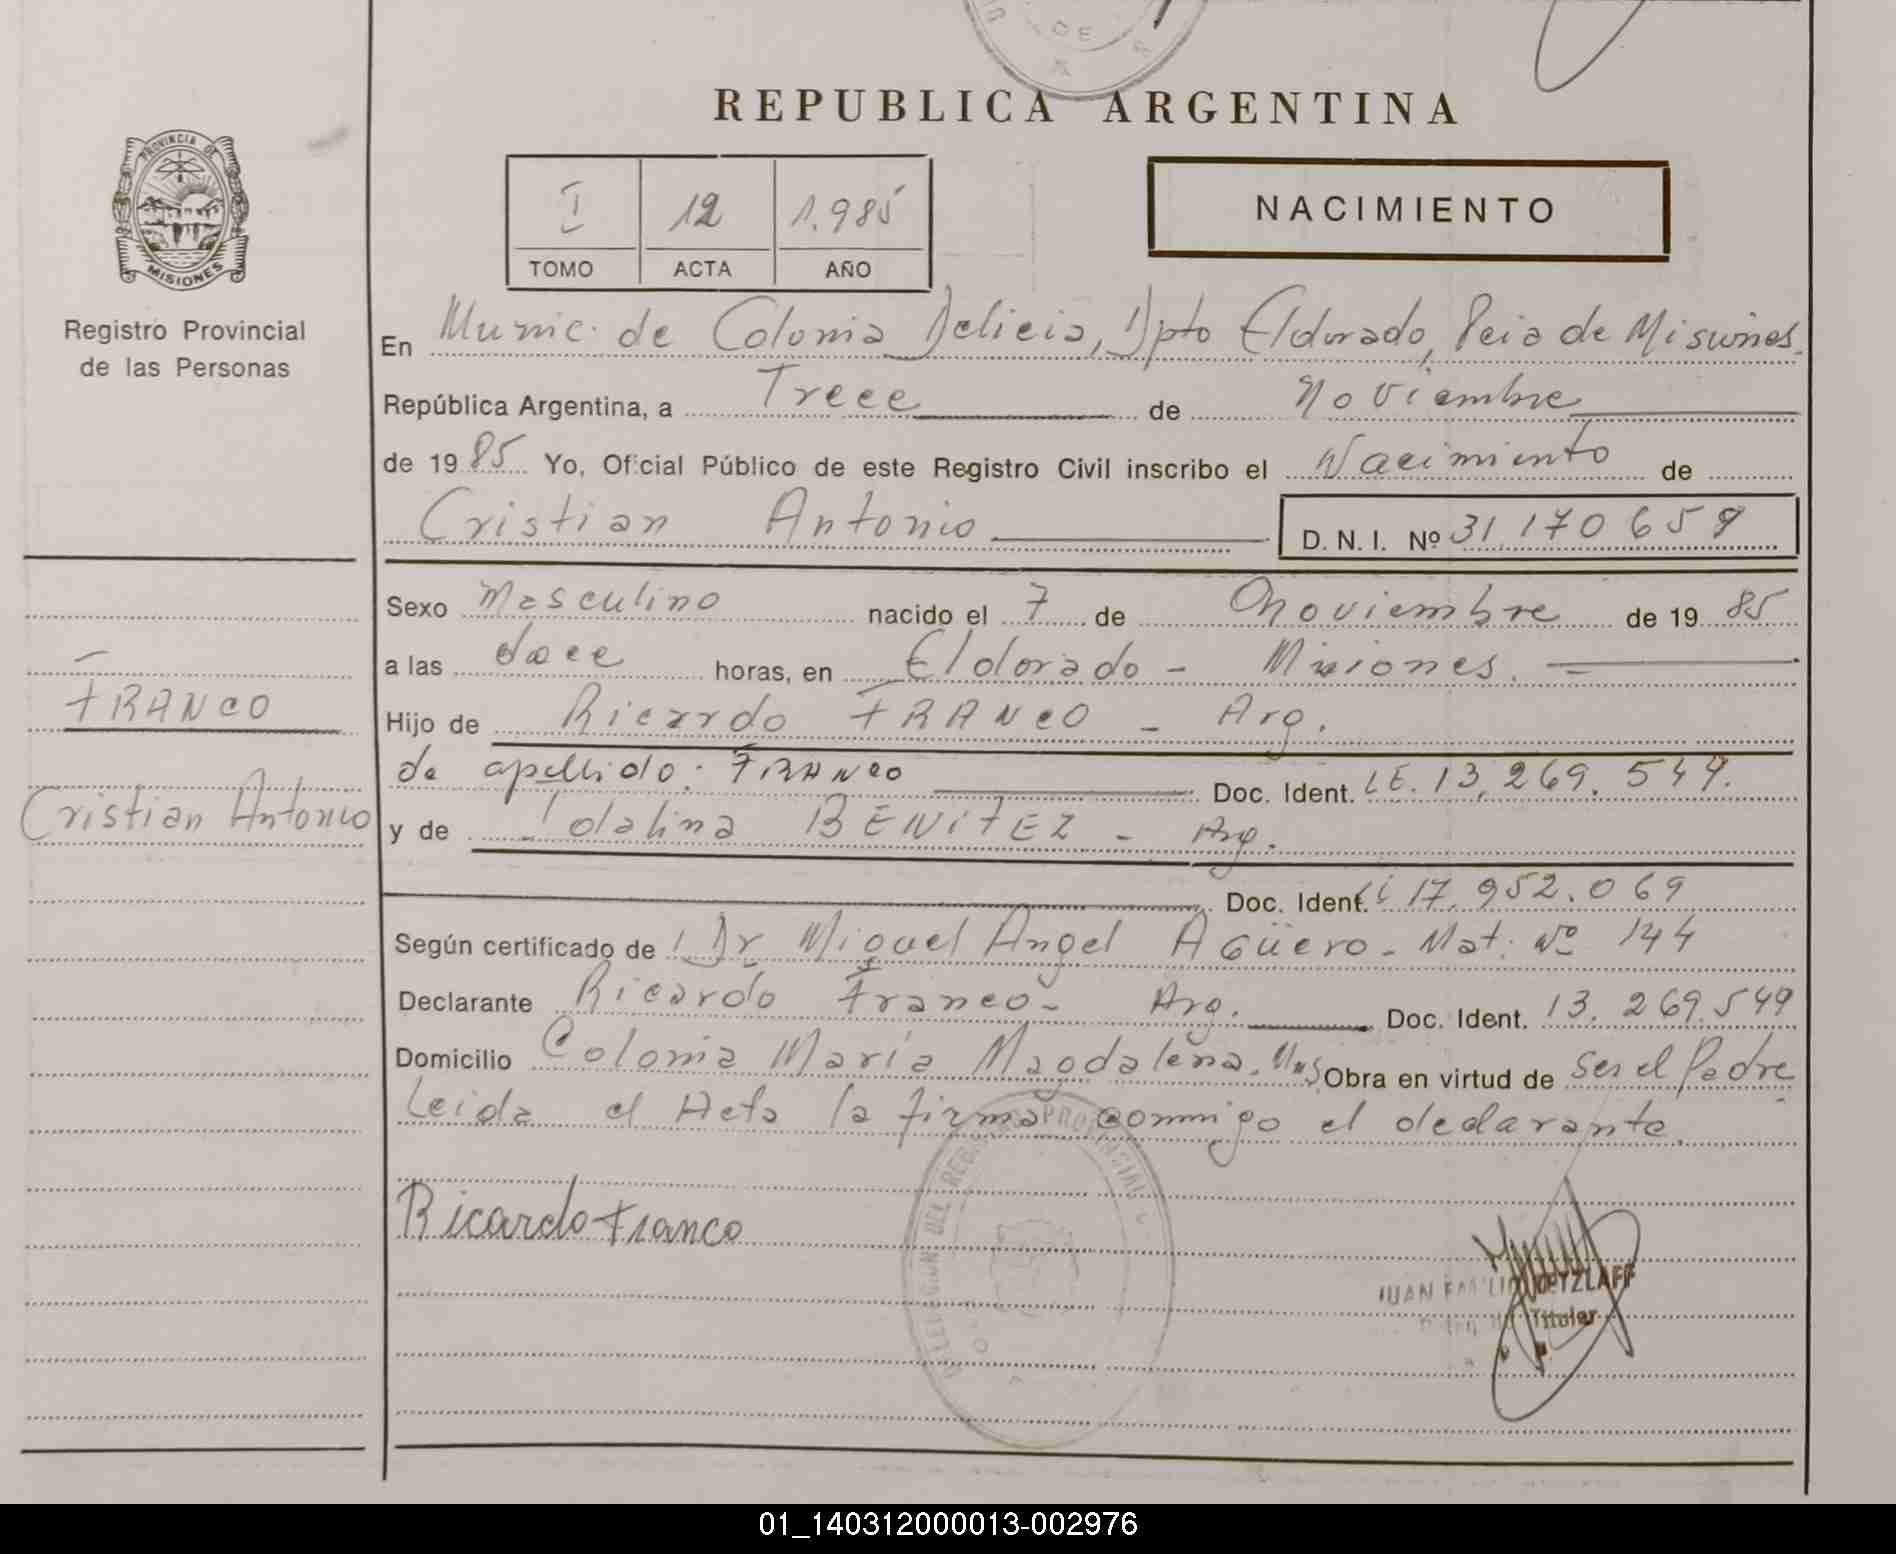 REPUBLICA ARGENTINA
PROVINCIA DE
MISIONES
Registro Provincial
de las Personas
I 12 1.985
TOMO ACTA AÑO
NACIMIENTO
En Munic. de Colonia Delicia, Dpto Eldorado, Pcia de Misiones.
República Argentina, a Trece de Noviembre
de 1985 Yo, Oficial Público de este Registro Civil inscribo el Nacimiento de
Cristian Antonio D. N. I. Nº 31.170.659
Sexo Masculino nacido el 7 de Noviembre de 1985
a las doce horas, en Eldorado - Misiones.
FRANCO
Hijo de Ricardo FRANCO - Arg.
de apellido: FRANCO Doc. Ident. LE. 13.269.549.
Cristian Antonio
y de Idalina BENITEZ - Arg.
Doc. Ident. 17.952.069
Según certificado de Dr Miguel Angel AGÜERO - Mat: Nº 144
Declarante Ricardo Franco - Arg. Doc. Ident. 13.269.549
Domicilio Colonia María Magdalena. Obra en virtud de ser el Padre
Leida el Acta la firma conmigo el declarante.
Ricardo Franco
DEL REG PROVINCIAL
JUAN EMILIO RETZLAFF
Titular
01_140312000013-002976